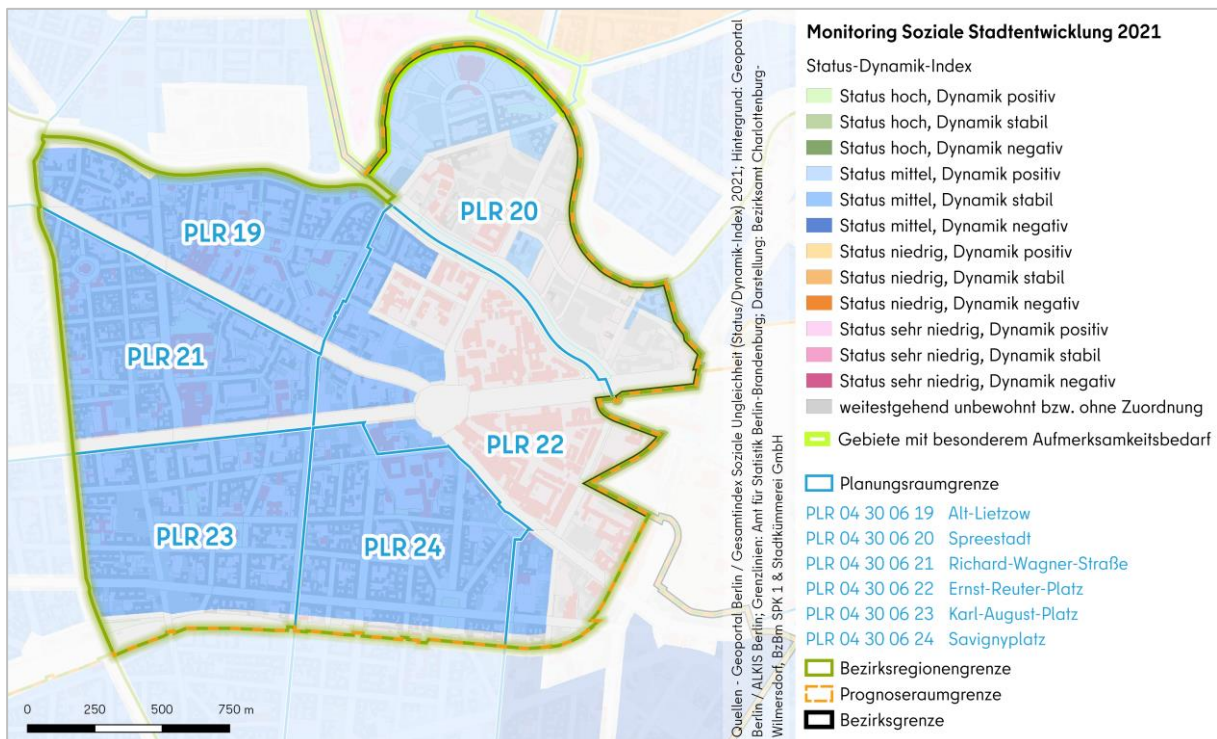 PLR 20
PLR 19
PLR 21
PLR 22
PLR 23
PLR 24
0 250 500 750 m
Quellen - Geoportal Berlin / Gesamtindex Soziale Ungleichheit (Status/Dynamik-Index) 2021; Hintergrund: Geoportal
Berlin / ALKIS Berlin; Grenzlinien: Amt für Statistik Berlin-Brandenburg; Darstellung: Bezirksamt Charlottenburg-
Wilmersdorf, BzBm SPK 1 & Stadtkümmerei GmbH
Monitoring Soziale Stadtentwicklung 2021
Status-Dynamik-Index
Status hoch, Dynamik positiv
Status hoch, Dynamik stabil
Status hoch, Dynamik negativ
Status mittel, Dynamik positiv
Status mittel, Dynamik stabil
Status mittel, Dynamik negativ
Status niedrig, Dynamik positiv
Status niedrig, Dynamik stabil
Status niedrig, Dynamik negativ
Status sehr niedrig, Dynamik positiv
Status sehr niedrig, Dynamik stabil
Status sehr niedrig, Dynamik negativ
weitestgehend unbewohnt bzw. ohne Zuordnung
Gebiete mit besonderem Aufmerksamkeitsbedarf
Planungsraumgrenze
PLR 04 30 06 19 Alt-Lietzow
PLR 04 30 06 20 Spreestadt
PLR 04 30 06 21 Richard-Wagner-Straße
PLR 04 30 06 22 Ernst-Reuter-Platz
PLR 04 30 06 23 Karl-August-Platz
PLR 04 30 06 24 Savignyplatz
Bezirksregionengrenze
Prognoseraumgrenze
Bezirksgrenze